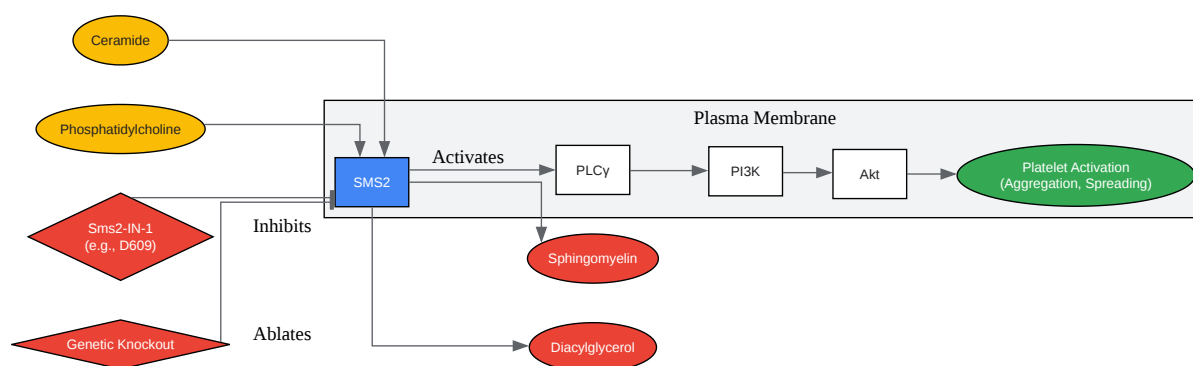 Ceramide
Plasma Membrane
Phosphatidylcholine
Activates
PLCγ
PI3K
Akt
Platelet Activation
(Aggregation, Spreading)
SMS2
Sms2-IN-1
(e.g., D609)
Inhibits
Sphingomyelin
Genetic Knockout
Ablates
Diacylglycerol